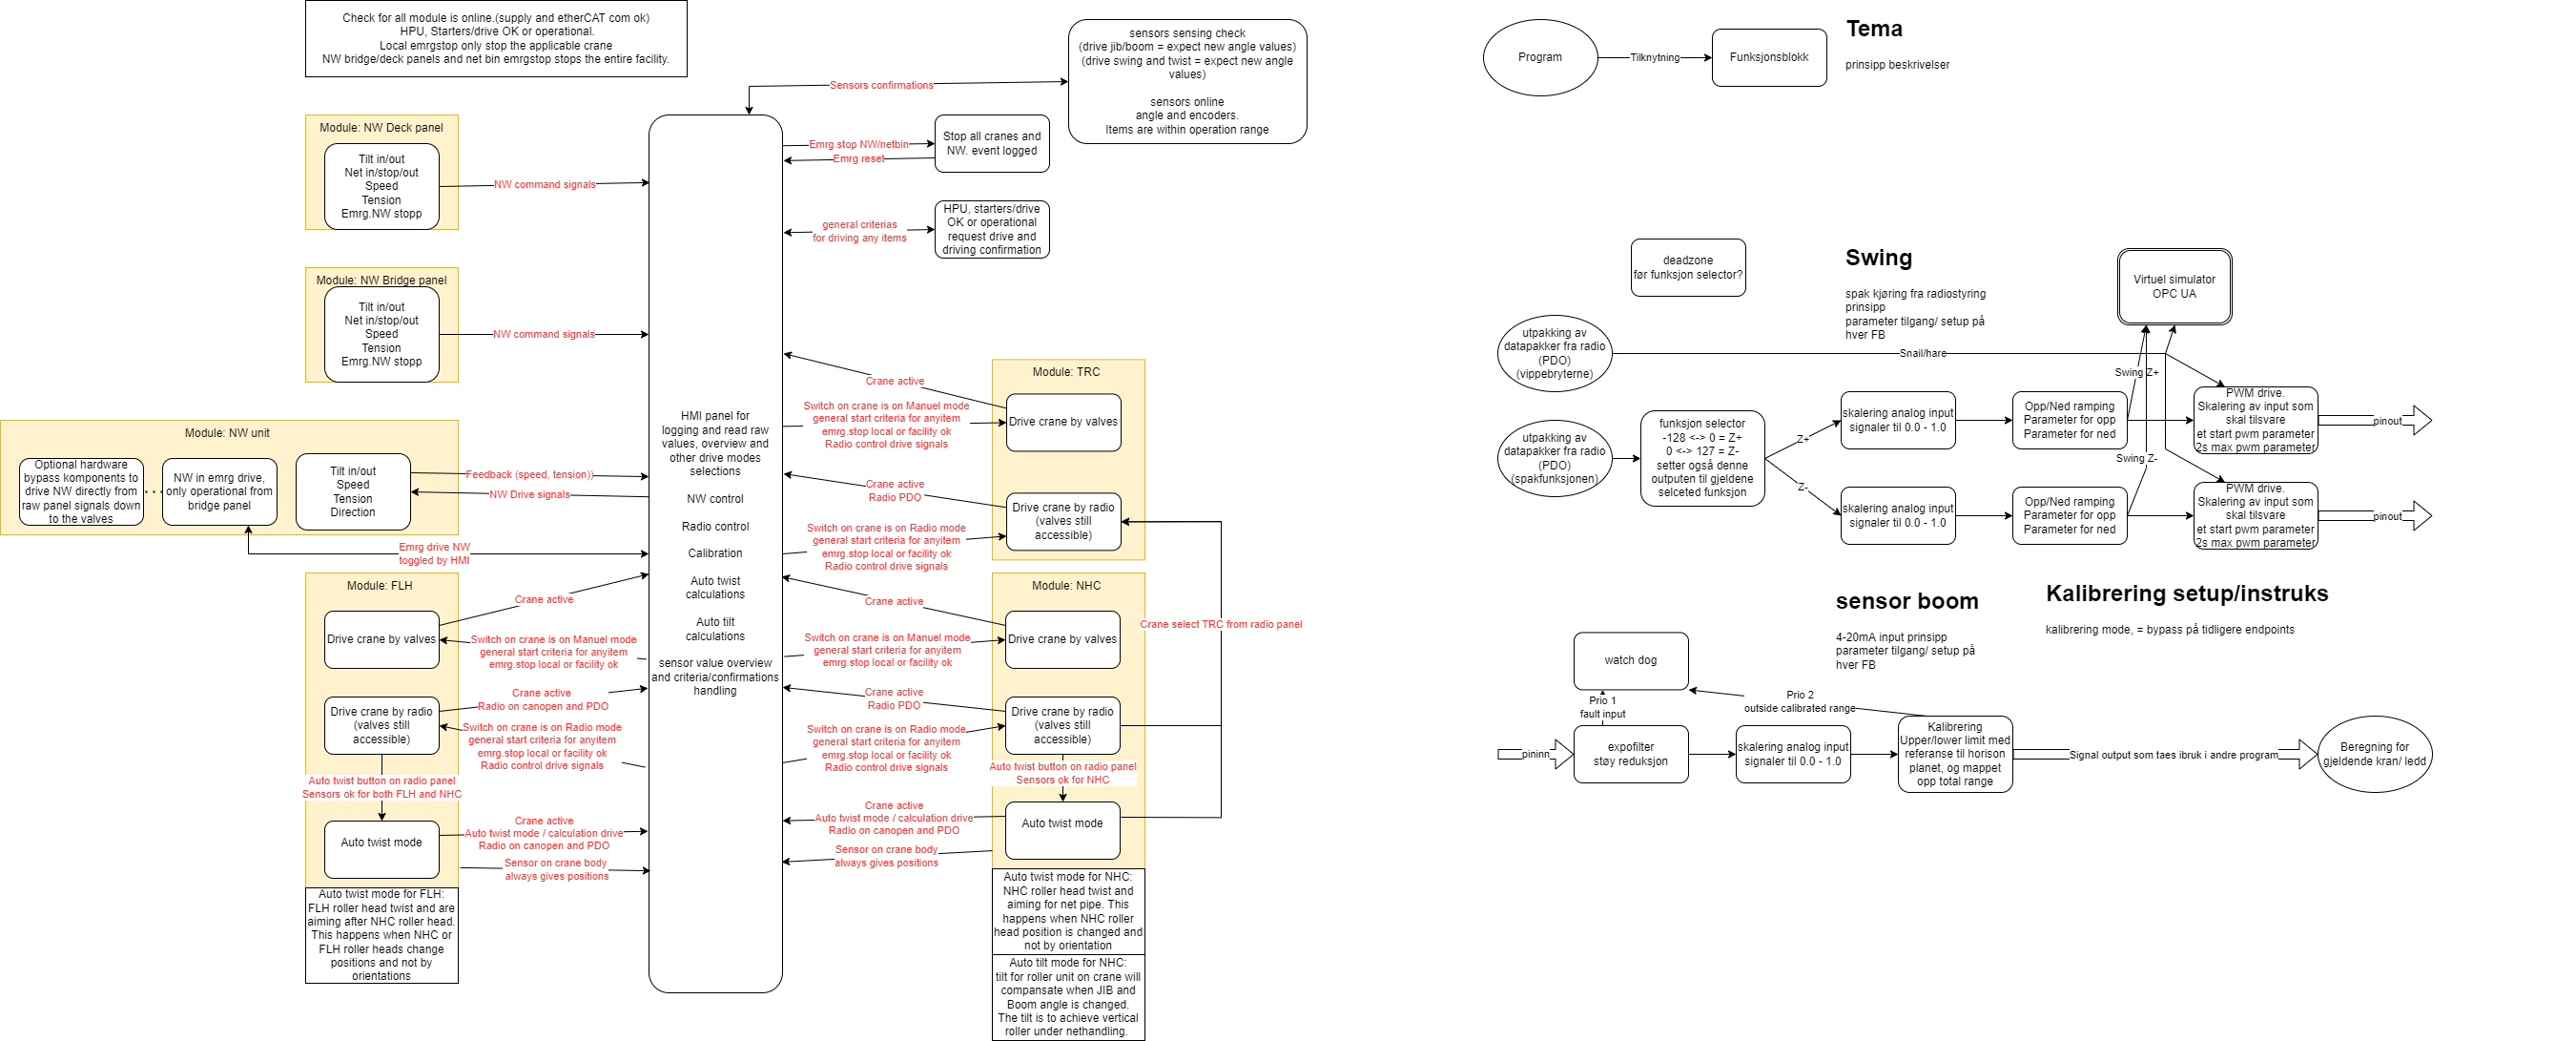 Check for all module is online.(supply and etherCAT com ok)
HPU, Starters/drive OK or operational.
Local emrgstop only stop the applicable crane
NW bridge/deck panels and net bin emrgstop stops the entire facility.
Module: NW Deck panel
Tilt in/out
Net in/stop/out
Speed
Tension
Emrg.NW stopp
NW command signals
Module: NW Bridge panel
Tilt in/out
Net in/stop/out
Speed
Tension
Emrg.NW stopp
NW command signals
Module: NW unit
Optional hardware
bypass komponents to
drive NW directly from
raw panel signals down
to the valves
NW in emrg drive,
only operational from
bridge panel
Tilt in/out
Speed
Tension
Direction
Feedback (speed, tension))
NW Drive signals
Emrg drive NW
toggled by HMI
Module: FLH
Drive crane by valves
Crane active
Switch on crane is on Manuel mode
general start criteria for anyitem
emrg.stop local or facility ok
Drive crane by radio
(valves still
accessible)
Crane active
Radio on canopen and PDO
Switch on crane is on Radio mode
general start criteria for anyitem
emrg.stop local or facility ok
Radio control drive signals
Auto twist button on radio panel
Sensors ok for both FLH and NHC
Auto twist mode
Crane active
Auto twist mode / calculation drive
Radio on canopen and PDO
Sensor on crane body
always gives positions
Auto twist mode for FLH:
FLH roller head twist and are
aiming after NHC roller head.
This happens when NHC or
FLH roller heads change
positions and not by
orientations
HMI panel for
logging and read raw
values, overview and
other drive modes
selections
NW control
Radio control
Calibration
Auto twist
calculations
Auto tilt
calculations
sensor value overview
and criteria/confirmations
handling
Sensors confirmations
sensors sensing check
(drive jib/boom = expect new angle values)
(drive swing and twist = expect new angle
values)
sensors online
angle and encoders.
Items are within operation range
Emrg.stop NW/netbin
Emrg reset
Stop all cranes and
NW. event logged
general criterias
for driving any items
HPU, starters/drive
OK or operational
request drive and
driving confirmation
Module: TRC
Crane active
Drive crane by valves
Switch on crane is on Manuel mode
general start criteria for anyitem
emrg.stop local or facility ok
Radio control drive signals
Crane active
Radio PDO
Drive crane by radio
(valves still
accessible)
Switch on crane is on Radio mode
general start criteria for anyitem
emrg.stop local or facility ok
Radio control drive signals
Module: NHC
Crane active
Drive crane by valves
Switch on crane is on Manuel mode
general start criteria for anyitem
emrg.stop local or facility ok
Crane select TRC from radio panel
Crane active
Radio PDO
Drive crane by radio
(valves still
accessible)
Switch on crane is on Radio mode
general start criteria for anyitem
emrg.stop local or facility ok
Radio control drive signals
Auto twist button on radio panel
Sensors ok for NHC
Auto twist mode
Crane active
Auto twist mode / calculation drive
Radio on canopen and PDO
Sensor on crane body
always gives positions
Auto twist mode for NHC:
NHC roller head twist and
aiming for net pipe. This
happens when NHC roller
head position is changed and
not by orientation
Auto tilt mode for NHC:
tilt for roller unit on crane will
compansate when JIB and
Boom angle is changed.
The tilt is to achieve vertical
roller under nethandling.
Program
Tilknytning
Funksjonsblokk
Tema
prinsipp beskrivelser
deadzone
før funksjon selector?
Swing
spak kjøring fra radiostyring
prinsipp
parameter tilgang/ setup på
hver FB
Virtuel simulator
OPC UA
utpakking av
datapakker fra radio
(PDO)
(vippebryterne)
Snail/hare
Swing Z+
utpakking av
datapakker fra radio
(PDO)
(spakfunksjonen)
funksjon selector
-128 <-> 0 = Z+
0 <-> 127 = Z-
setter også denne
outputen til gjeldene
selceted funksjon
Z+
Z-
skalering analog input
signaler til 0.0 - 1.0
Opp/Ned ramping
Parameter for opp
Parameter for ned
PWM drive.
Skalering av input som
skal tilsvare
et start pwm parameter
2s max pwm parameter
pinout
Swing Z-
skalering analog input
signaler til 0.0 - 1.0
Opp/Ned ramping
Parameter for opp
Parameter for ned
PWM drive.
Skalering av input som
skal tilsvare
et start pwm parameter
2s max pwm parameter
pinout
sensor boom
4-20mA input prinsipp
parameter tilgang/ setup på
hver FB
Kalibrering setup/instruks
kalibrering mode, = bypass på tidligere endpoints
watch dog
Prio 1
fault input
Prio 2
outside calibrated range
pininn
expofilter
støy reduksjon
skalering analog input
signaler til 0.0 - 1.0
Kalibrering
Upper/lower limit med
referanse til horison
planet, og mappet
opp total range
Signal output som taes ibruk i andre program
Beregning for
gjeldende kran/ ledd